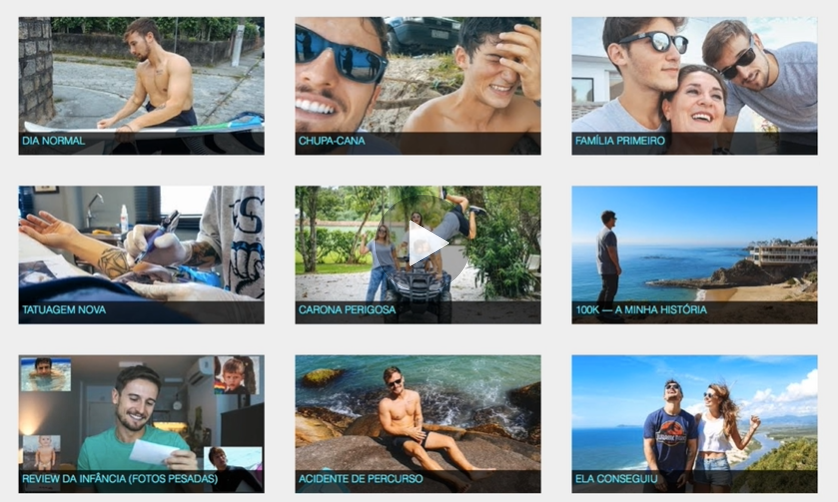 DIA NORMAL
CHUPA-CANA
FAMÍLIA PRIMEIRO
TATUAGEM NOVA
CARONA PERIGOSA
100K — A MINHA HISTÓRIA
REVIEW DA INFÂNCIA (FOTOS PESADAS)
ACIDENTE DE PERCURSO
ELA CONSEGUIU